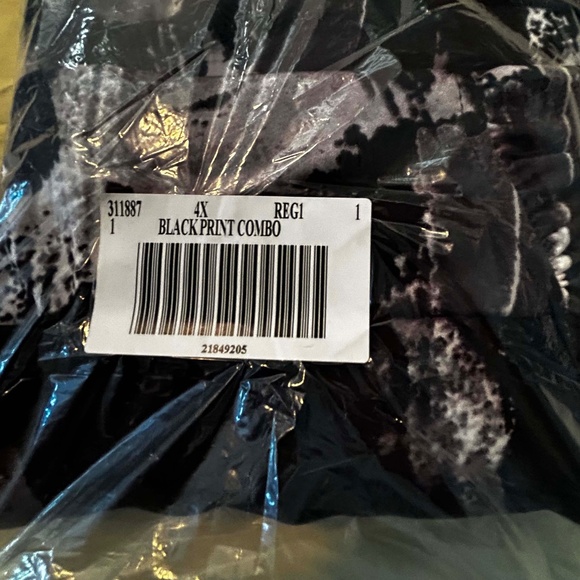 311887 4X REG1 1
1 BLACK PRINT COMBO
21849205